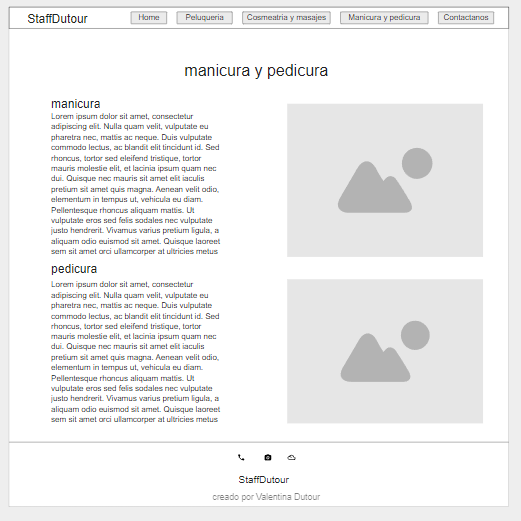 StaffDutour
Home
Peluqueria
Cosmeatria y masajes
Manicura y pedicura
Contactanos
manicura y pedicura
manicura
Lorem ipsum dolor sit amet, consectetur
adipiscing elit. Nulla quam velit, vulputate eu
pharetra nec, mattis ac neque. Duis vulputate
commodo lectus, ac blandit elit tincidunt id. Sed
rhoncus, tortor sed eleifend tristique, tortor
mauris molestie elit, et lacinia ipsum quam nec
dui. Quisque nec mauris sit amet elit iaculis
pretium sit amet quis magna. Aenean velit odio,
elementum in tempus ut, vehicula eu diam.
Pellentesque rhoncus aliquam mattis. Ut
vulputate eros sed felis sodales nec vulputate
justo hendrerit. Vivamus varius pretium ligula, a
aliquam odio euismod sit amet. Quisque laoreet
sem sit amet orci ullamcorper at ultricies metus
pedicura
Lorem ipsum dolor sit amet, consectetur
adipiscing elit. Nulla quam velit, vulputate eu
pharetra nec, mattis ac neque. Duis vulputate
commodo lectus, ac blandit elit tincidunt id. Sed
rhoncus, tortor sed eleifend tristique, tortor
mauris molestie elit, et lacinia ipsum quam nec
dui. Quisque nec mauris sit amet elit iaculis
pretium sit amet quis magna. Aenean velit odio,
elementum in tempus ut, vehicula eu diam.
Pellentesque rhoncus aliquam mattis. Ut
vulputate eros sed felis sodales nec vulputate
justo hendrerit. Vivamus varius pretium ligula, a
aliquam odio euismod sit amet. Quisque laoreet
sem sit amet orci ullamcorper at ultricies metus
StaffDutour
creado por Valentina Dutour